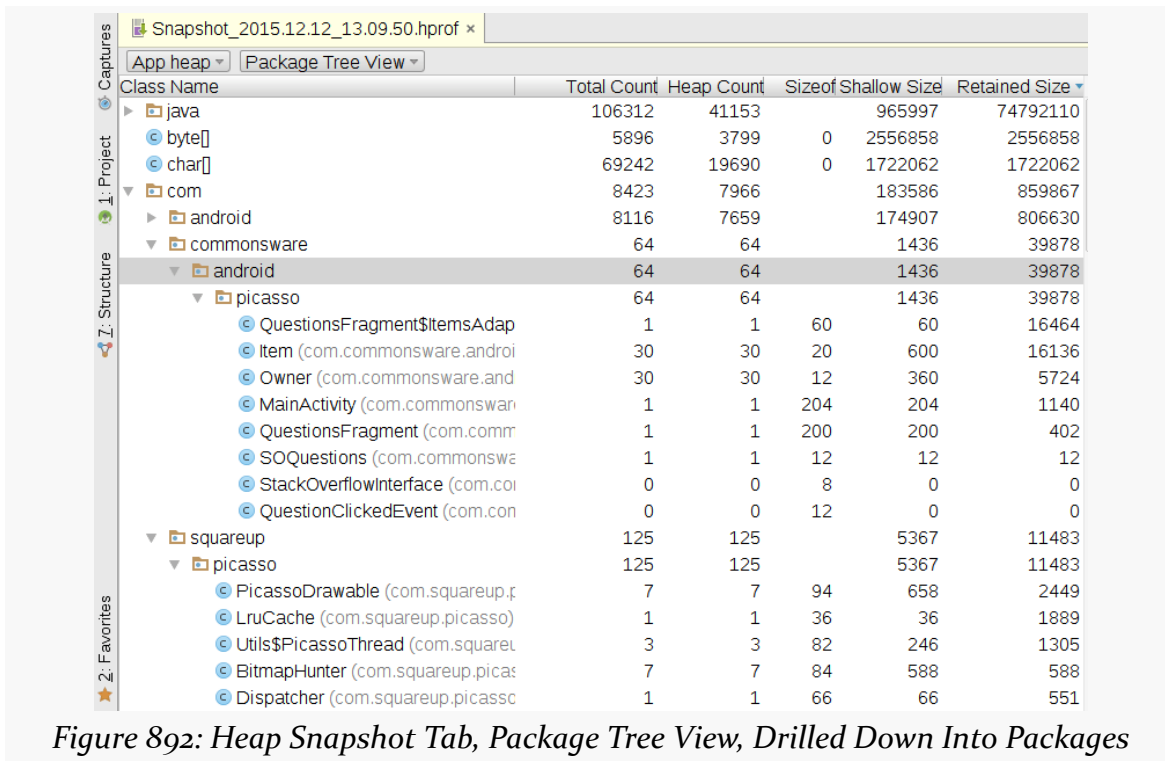 Snapshot_2015.12.12_13.09.50.hprof ×
App heap Package Tree View
Class Name Total Count Heap Count Sizeof Shallow Size Retained Size
java 106312 41153 965997 74792110
byte[] 5896 3799 0 2556858 2556858
char[] 69242 19690 0 1722062 1722062
com 8423 7966 183586 859867
android 8116 7659 174907 806630
commonsware 64 64 1436 39878
android 64 64 1436 39878
picasso 64 64 1436 39878
QuestionsFragment$ItemsAdap 1 1 60 60 16464
Item (com.commonsware.androi 30 30 20 600 16136
Owner (com.commonsware.and 30 30 12 360 5724
MainActivity (com.commonswar 1 1 204 204 1140
QuestionsFragment (com.comm 1 1 200 200 402
SOQuestions (com.commonswa 1 1 12 12 12
StackOverflowInterface (com.co 0 0 8 0 0
QuestionClickedEvent (com.con 0 0 12 0 0
squareup 125 125 5367 11483
picasso 125 125 5367 11483
PicassoDrawable (com.squareup.p 7 7 94 658 2449
LruCache (com.squareup.picasso) 1 1 36 36 1889
Utils$PicassoThread (com.squareu 3 3 82 246 1305
BitmapHunter (com.squareup.picas 7 7 84 588 588
Dispatcher (com.squareup.picasso 1 1 66 66 551
Captures
1: Project
7: Structure
2: Favorites
Figure 892: Heap Snapshot Tab, Package Tree View, Drilled Down Into Packages